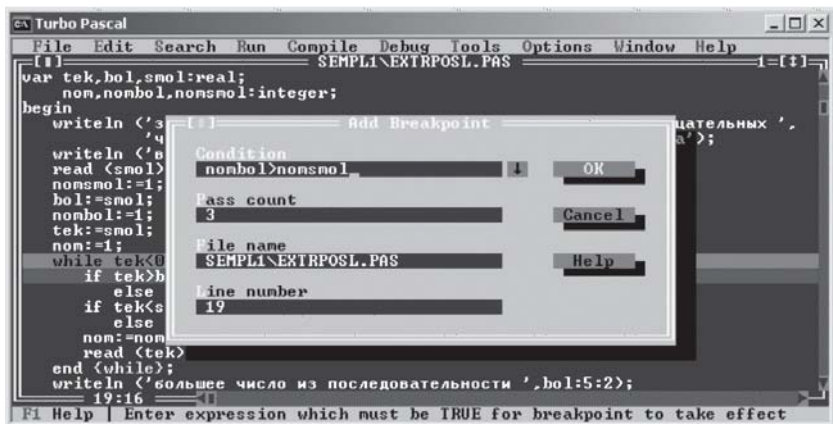 Turbo Pascal
File Edit Search Run Compile Debug Tools Options Window Help
SEMPL1\EXTRPOSL.PAS 1=[↕]
var tek,bol,smol:real;
nom,nombol,nomsmol:integer;
begin
writeln ('з цательных ',
'ч а');
writeln ('в
read (smol)
nomsmol:=1;
bol:=smol;
nombol:=1;
tek:=smol;
nom:=1;
while tek<0
if tek>b
else
if tek<s
else
nom:=nom
read (tek)
end {while};
writeln ('большее число из последовательности ',bol:5:2);
19:16
Add Breakpoint
Condition
nombol>nomsmol_
↓
OK
Pass count
3
Cancel
File name
SEMPL1\EXTRPOSL.PAS
Help
Line number
19
F1 Help | Enter expression which must be TRUE for breakpoint to take effect